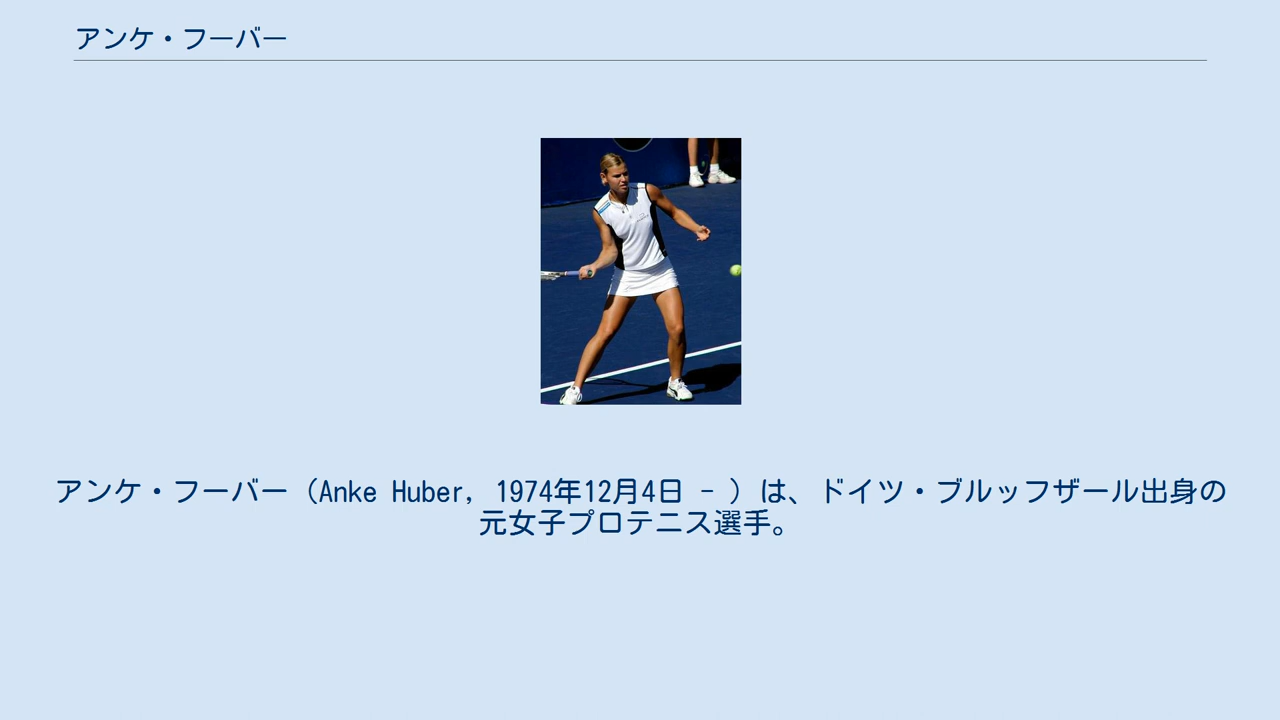 アンケ・フーバー
アンケ・フーバー（Anke Huber, 1974年12月4日 - ）は、ドイツ・ブルッフザール出身の
元女子プロテニス選手。